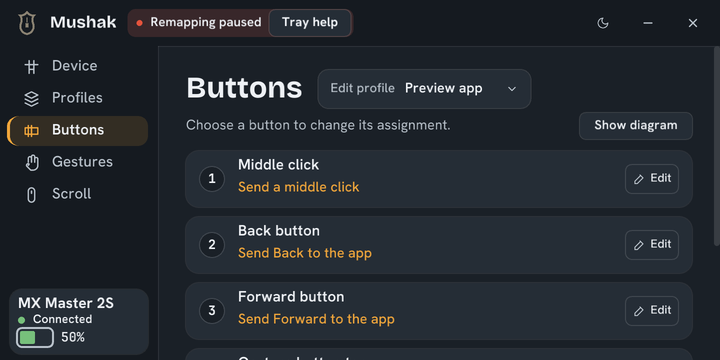 Mushak
Remapping paused
Tray help
Device
Profiles
Buttons
Gestures
Scroll
MX Master 2S
Connected
50%
Buttons
Edit profile Preview app
Choose a button to change its assignment.
Show diagram
1
Middle click
Send a middle click
Edit
2
Back button
Send Back to the app
Edit
3
Forward button
Send Forward to the app
Edit